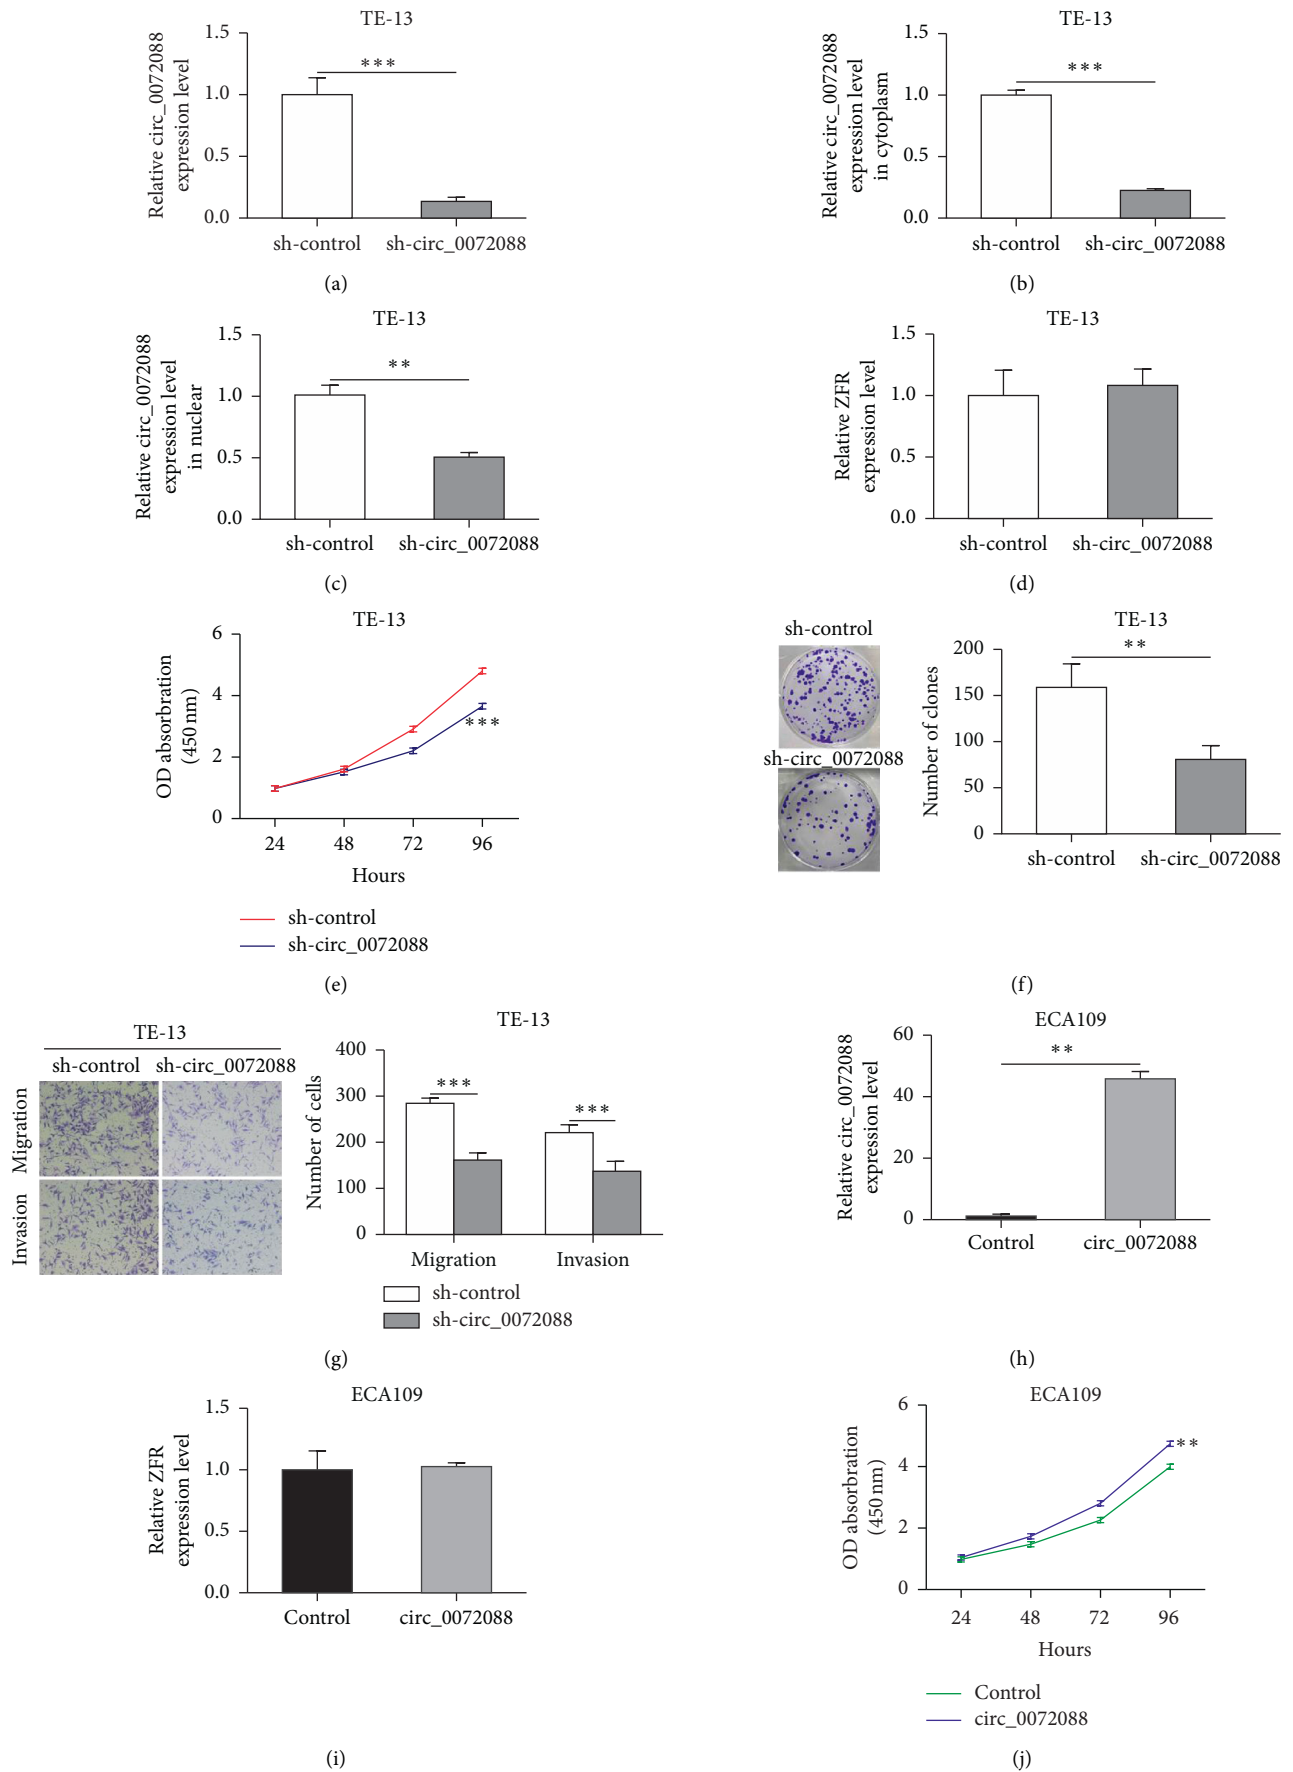 TE-13
Relative circ_0072088
expression level
1.5
1.0
0.5
0.0
***
sh-control sh-circ_0072088
(a)
TE-13
Relative circ_0072088
expression level
in cytoplasm
1.5
1.0
0.5
0.0
***
sh-control sh-circ_0072088
(b)
TE-13
Relative circ_0072088
expression level
in nuclear
1.5
1.0
0.5
0.0
**
sh-control sh-circ_0072088
(c)
TE-13
Relative ZFR
expression level
1.5
1.0
0.5
0.0
sh-control sh-circ_0072088
(d)
TE-13
OD absorbration
(450 nm)
6
4
2
0
***
24 48 72 96
Hours
sh-control
sh-circ_0072088
(e)
sh-control
sh-circ_0072088
TE-13
Number of clones
200
150
100
50
0
**
sh-control sh-circ_0072088
(f)
TE-13
sh-control sh-circ_0072088
Migration
Invasion
TE-13
Number of cells
400
300
200
100
0
***
***
Migration Invasion
sh-control
sh-circ_0072088
(g)
ECA109
Relative circ_0072088
expression level
60
40
20
0
**
Control circ_0072088
(h)
ECA109
Relative ZFR
expression level
1.5
1.0
0.5
0.0
Control circ_0072088
(i)
ECA109
OD absorbration
(450 nm)
6
4
2
0
**
24 48 72 96
Hours
Control
circ_0072088
(j)